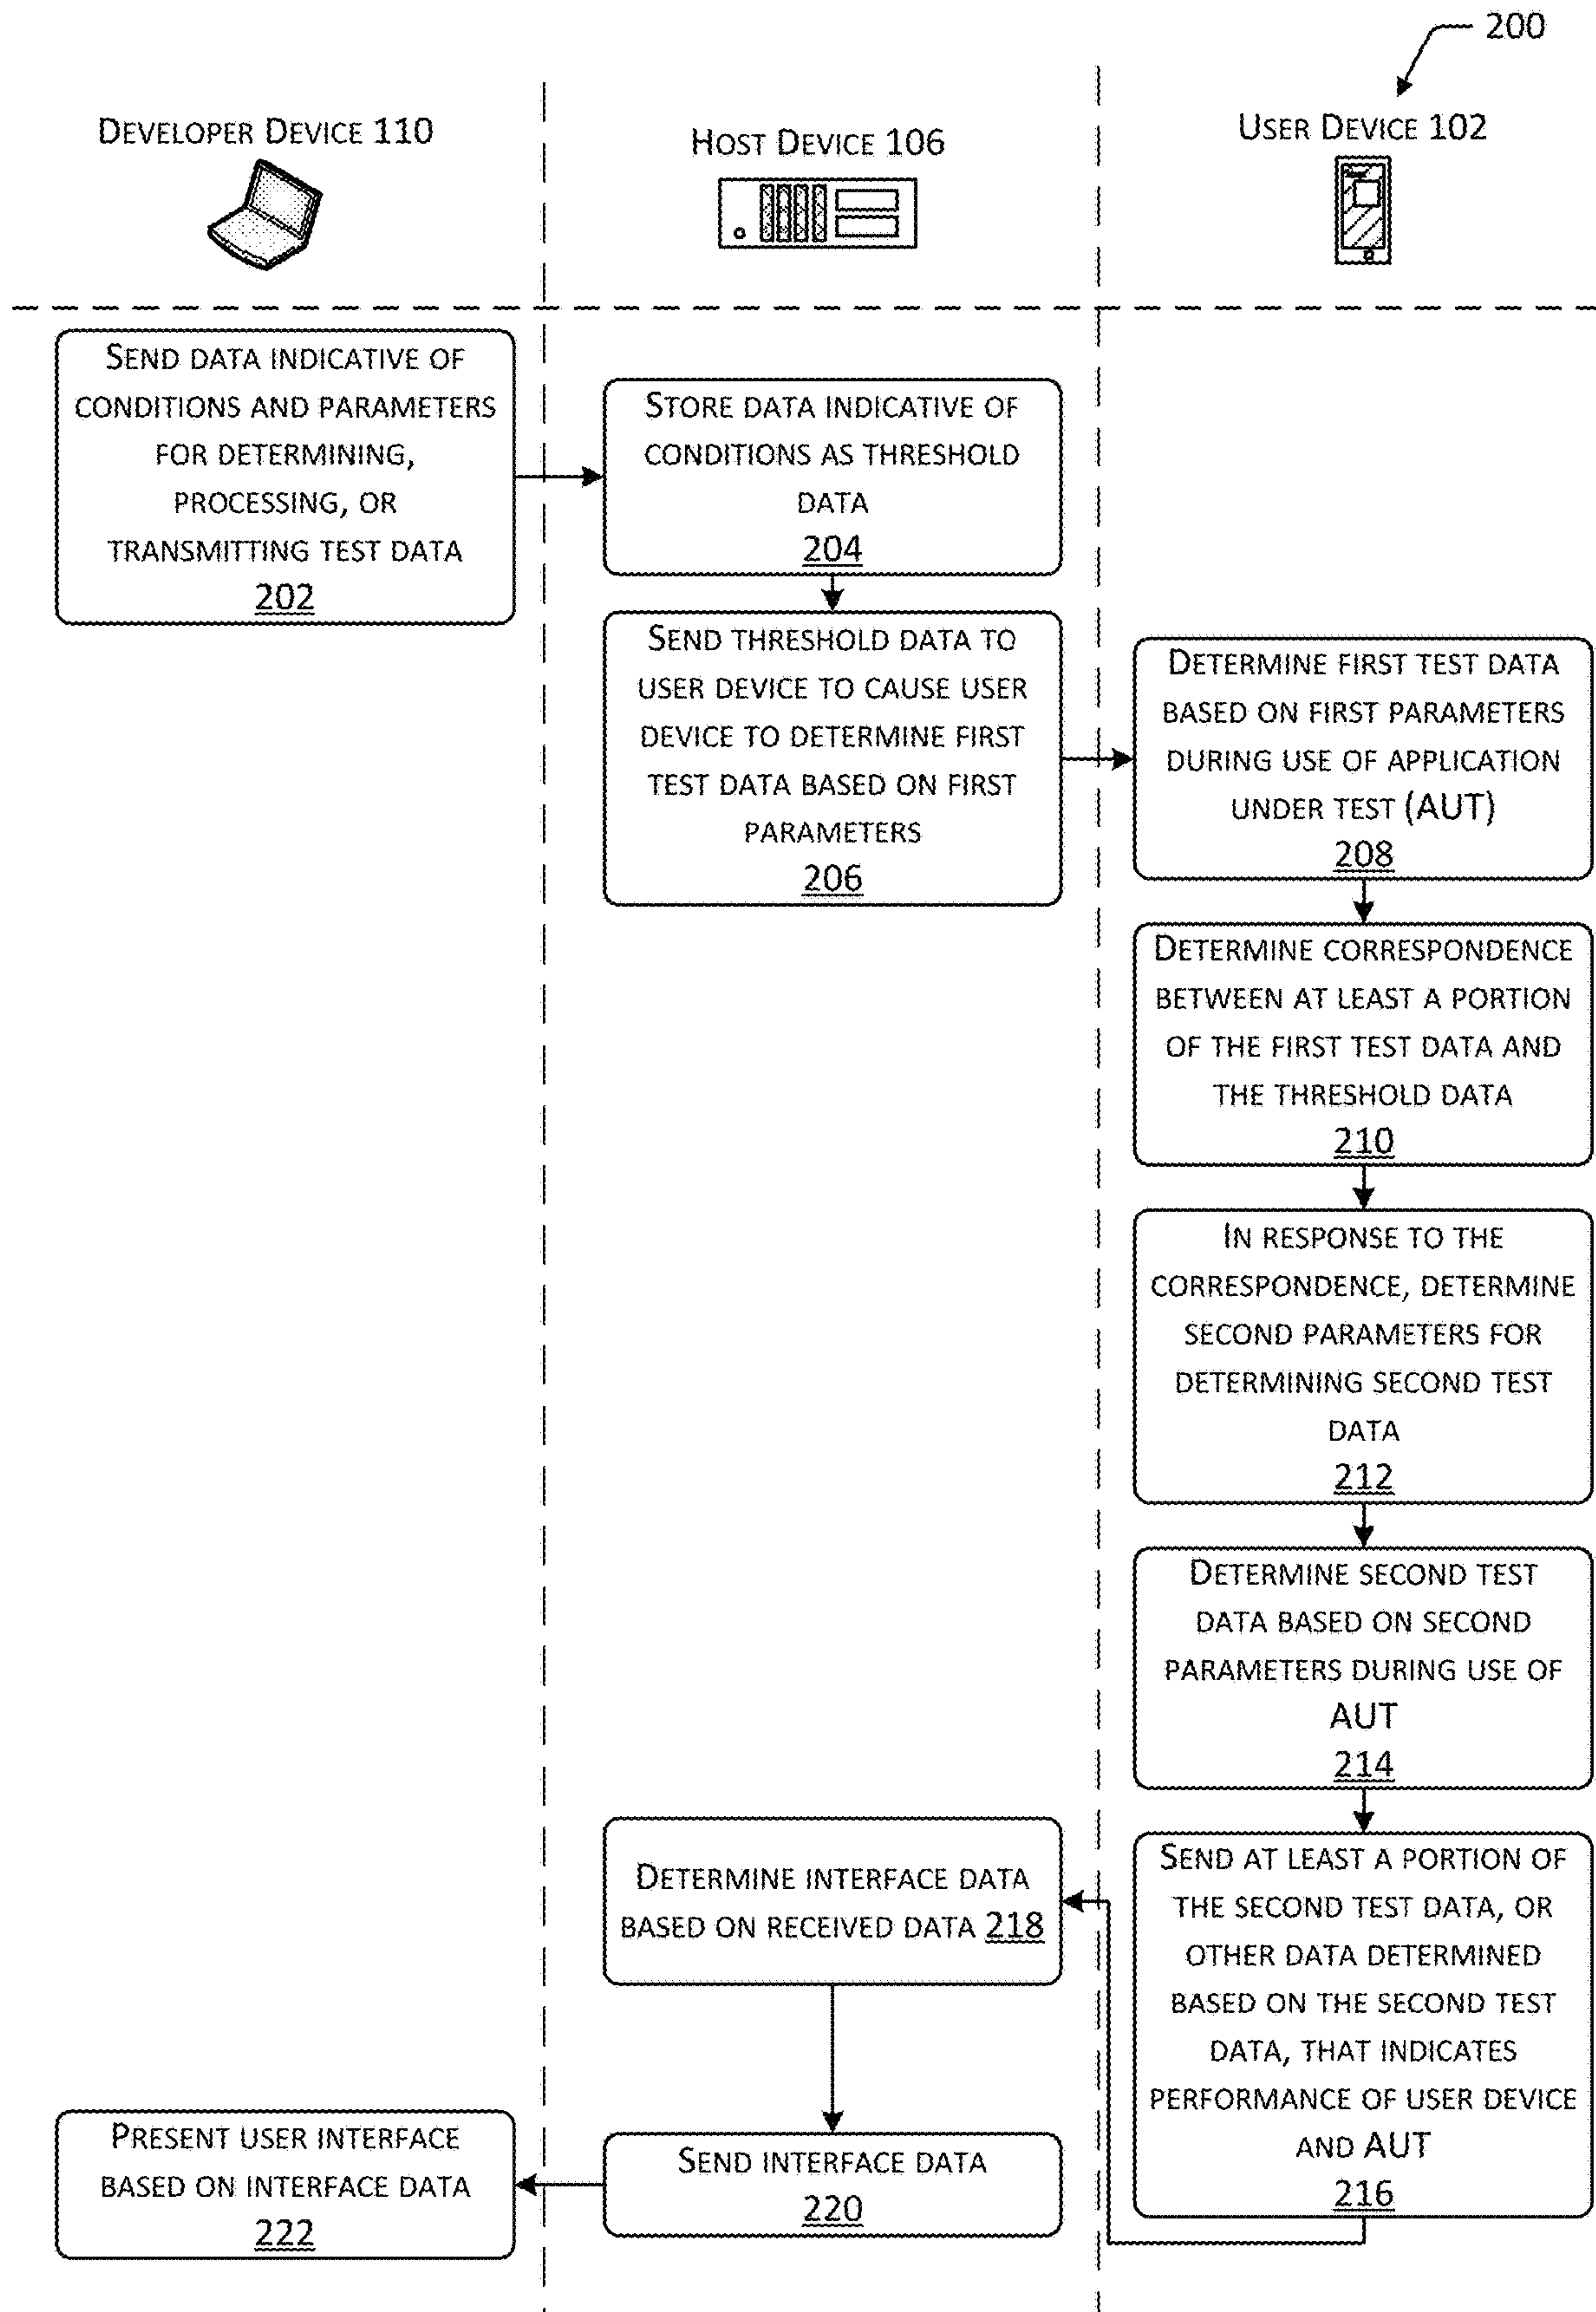 200
DEVELOPER DEVICE 110
HOST DEVICE 106
USER DEVICE 102
SEND DATA INDICATIVE OF
CONDITIONS AND PARAMETERS
FOR DETERMINING,
PROCESSING, OR
TRANSMITTING TEST DATA
202
STORE DATA INDICATIVE OF
CONDITIONS AS THRESHOLD
DATA
204
SEND THRESHOLD DATA TO
USER DEVICE TO CAUSE USER
DEVICE TO DETERMINE FIRST
TEST DATA BASED ON FIRST
PARAMETERS
206
DETERMINE FIRST TEST DATA
BASED ON FIRST PARAMETERS
DURING USE OF APPLICATION
UNDER TEST (AUT)
208
DETERMINE CORRESPONDENCE
BETWEEN AT LEAST A PORTION
OF THE FIRST TEST DATA AND
THE THRESHOLD DATA
210
IN RESPONSE TO THE
CORRESPONDENCE, DETERMINE
SECOND PARAMETERS FOR
DETERMINING SECOND TEST
DATA
212
DETERMINE SECOND TEST
DATA BASED ON SECOND
PARAMETERS DURING USE OF
AUT
214
SEND AT LEAST A PORTION OF
THE SECOND TEST DATA, OR
OTHER DATA DETERMINED
BASED ON THE SECOND TEST
DATA, THAT INDICATES
PERFORMANCE OF USER DEVICE
AND AUT
216
DETERMINE INTERFACE DATA
BASED ON RECEIVED DATA 218
SEND INTERFACE DATA
220
PRESENT USER INTERFACE
BASED ON INTERFACE DATA
222